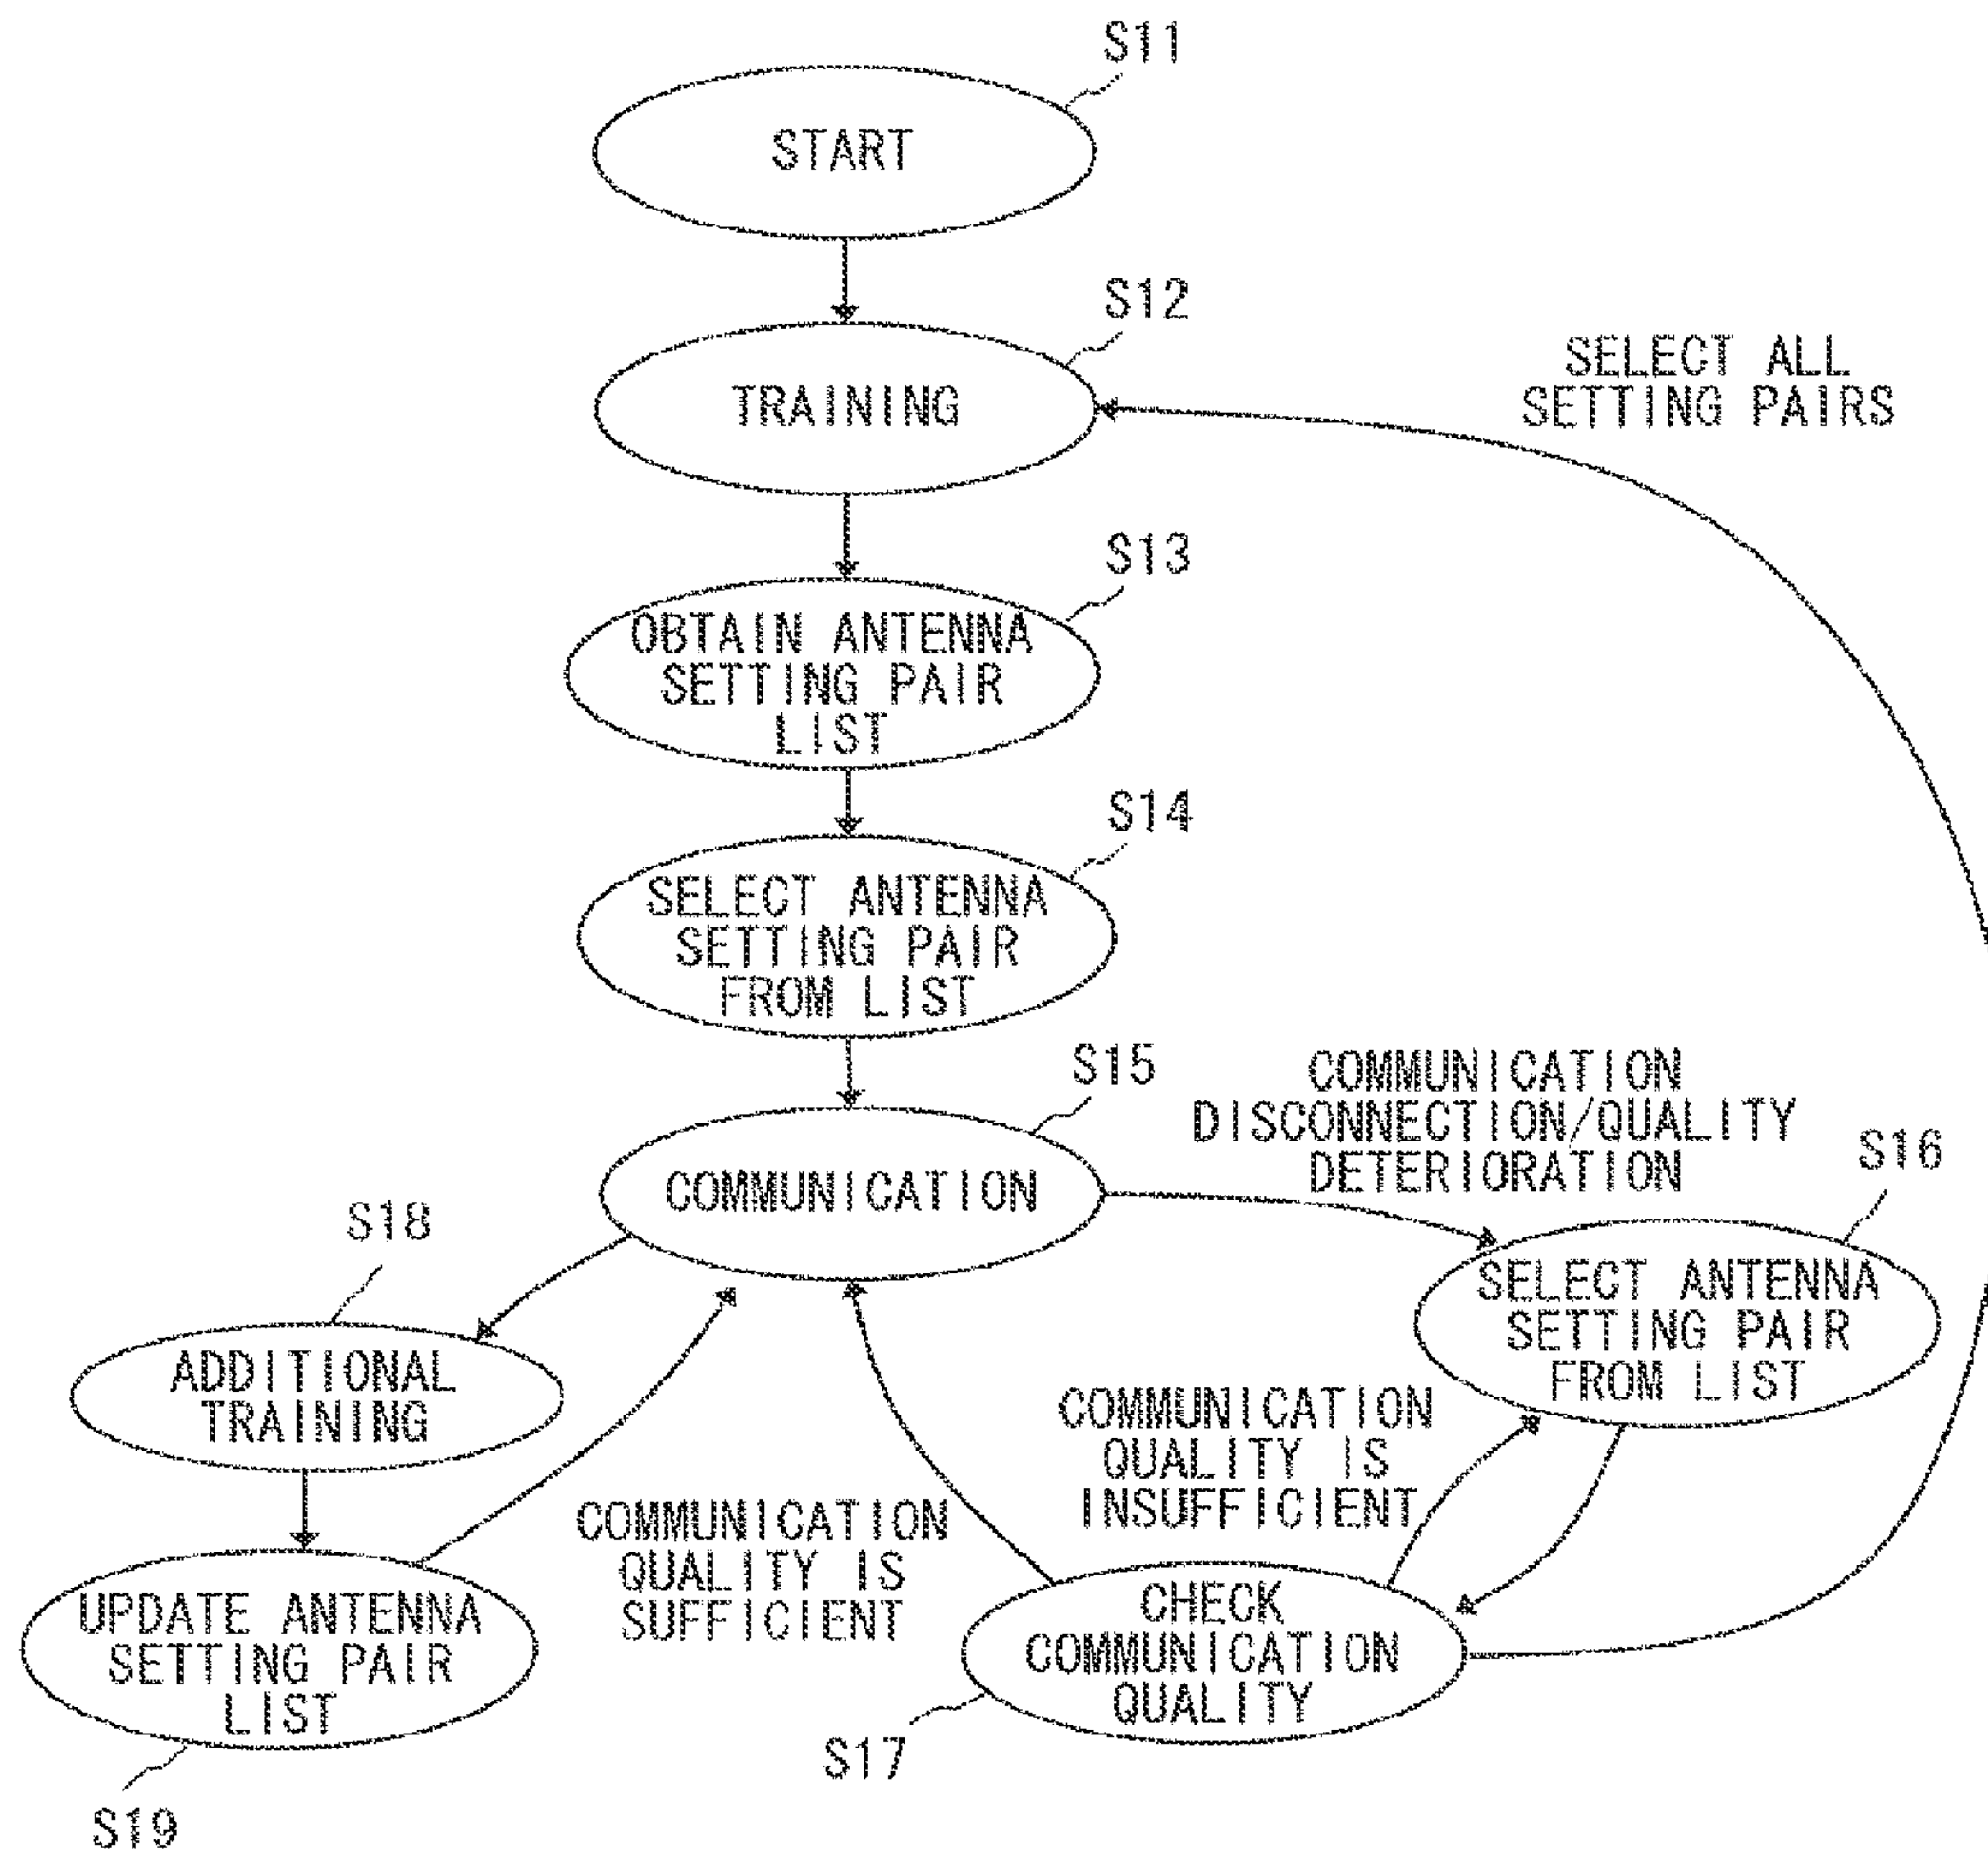 S11
START
S12
TRAINING
SELECT ALL
SETTING PAIRS
S13
OBTAIN ANTENNA
SETTING PAIR
LIST
S14
SELECT ANTENNA
SETTING PAIR
FROM LIST
S15
COMMUNICATION
COMMUNICATION
DISCONNECTION/QUALITY
DETERIORATION
S16
SELECT ANTENNA
SETTING PAIR
FROM LIST
S18
ADDITIONAL
TRAINING
COMMUNICATION
QUALITY IS
INSUFFICIENT
COMMUNICATION
QUALITY IS
SUFFICIENT
UPDATE ANTENNA
SETTING PAIR
LIST
S19
CHECK
COMMUNICATION
QUALITY
S17